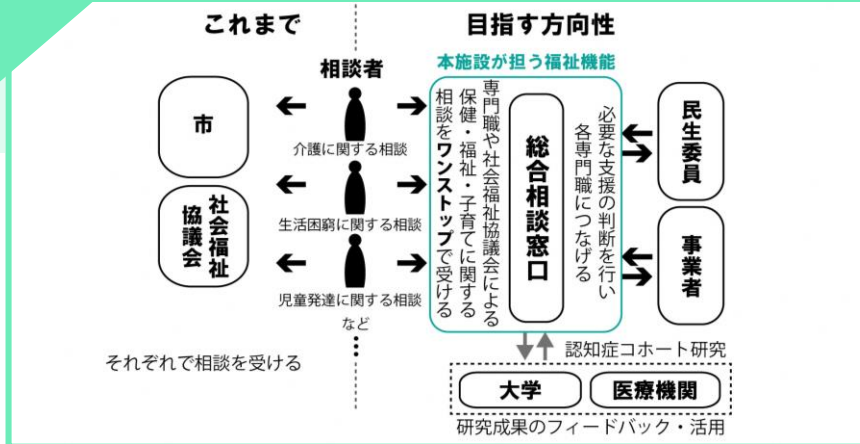 これまで
目指す方向性
相談者
市
社会福祉
協議会
介護に関する相談
生活困窮に関する相談
児童発達に関する相談
など
それぞれで相談を受ける
本施設が担う福祉機能
必要な支援の判断を行い
各専門職につなげる
総合相談窓口
専門職や社会福祉協議会による
保健・福祉・子育てに関する
相談をワンストップで受ける
民生委員
事業者
認知症コホート研究
大学
医療機関
研究成果のフィードバック・活用